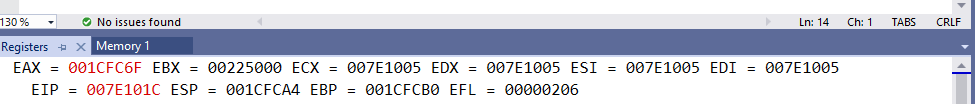 130 % No issues found Ln: 14 Ch: 1 TABS CRLF
Registers Memory 1
EAX = 001CFC6F EBX = 00225000 ECX = 007E1005 EDX = 007E1005 ESI = 007E1005 EDI = 007E1005
EIP = 007E101C ESP = 001CFCA4 EBP = 001CFCB0 EFL = 00000206